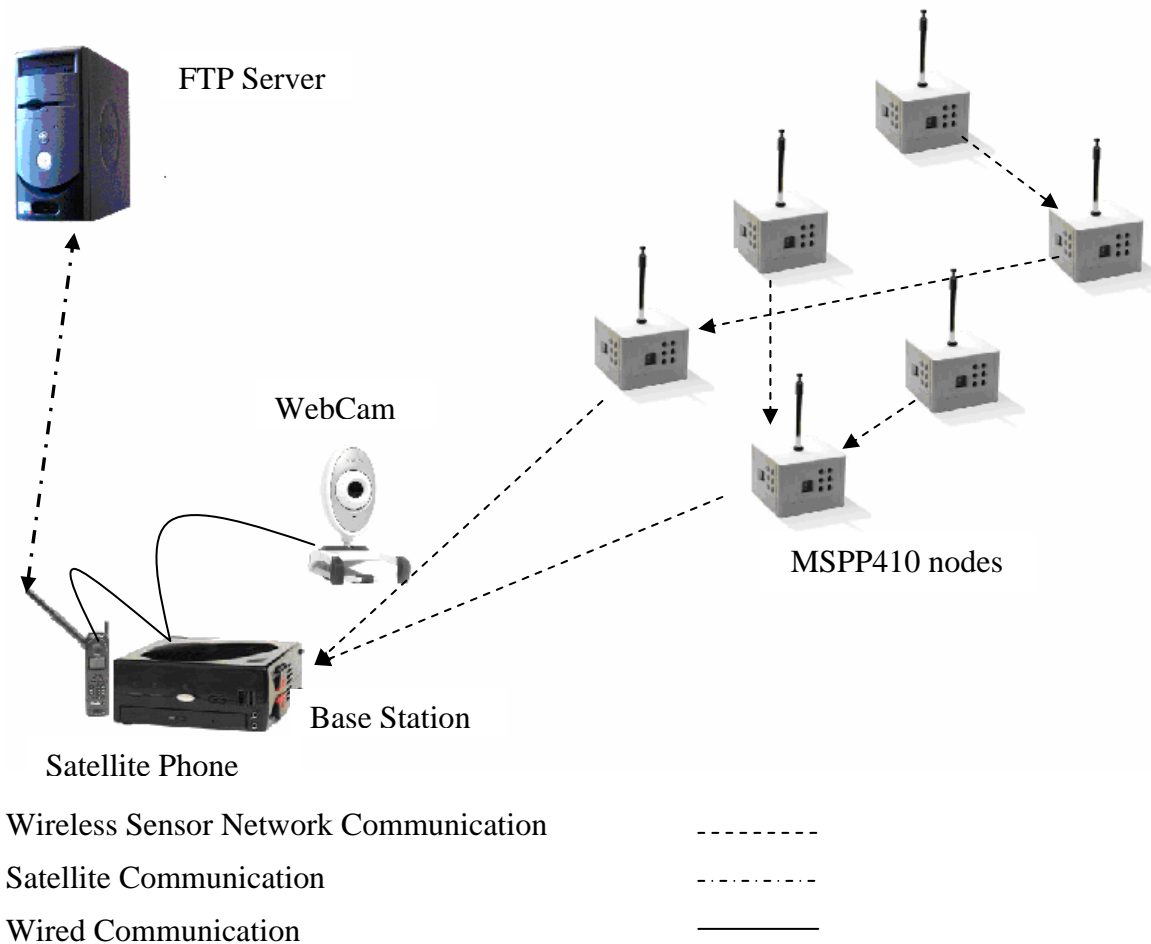 FTP Server
WebCam
MSPP410 nodes
Base Station
Satellite Phone
Wireless Sensor Network Communication
Satellite Communication
Wired Communication